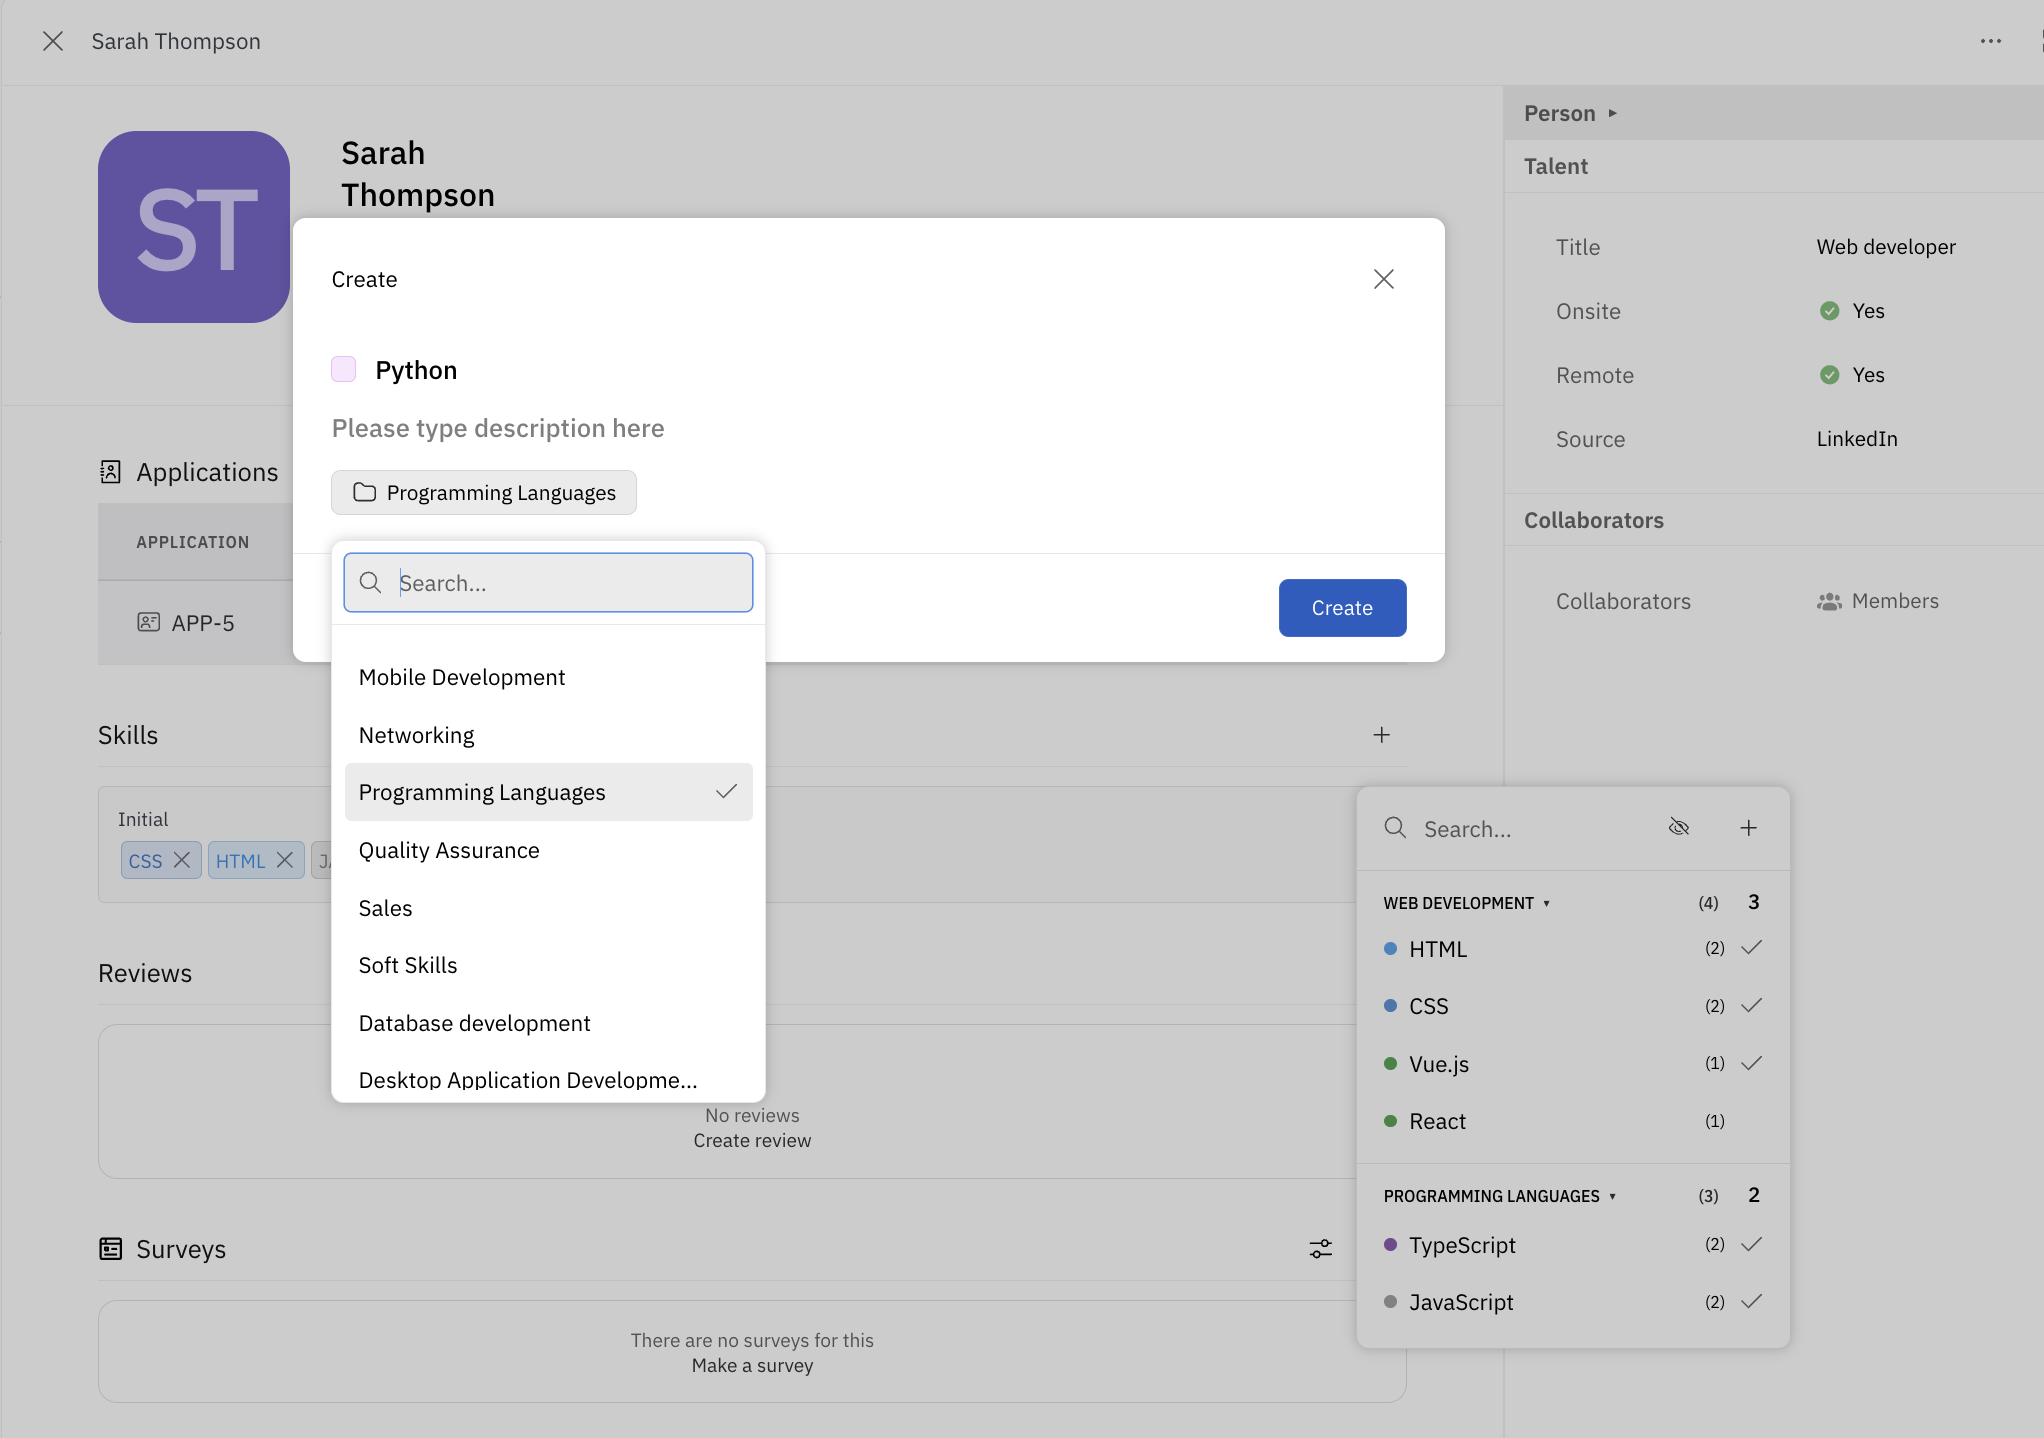 Sarah Thompson
ST
Sarah
Thompson
Create
Python
Please type description here
Programming Languages
Search...
Create
Mobile Development
Networking
Programming Languages
Quality Assurance
Sales
Soft Skills
Database development
Desktop Application Developme...
Applications
APPLICATION
APP-5
Skills
Initial
CSS
HTML
Reviews
No reviews
Create review
Surveys
There are no surveys for this
Make a survey
Person
Talent
Title Web developer
Onsite Yes
Remote Yes
Source LinkedIn
Collaborators
Collaborators Members
Search...
WEB DEVELOPMENT (4) 3
HTML (2)
CSS (2)
Vue.js (1)
React (1)
PROGRAMMING LANGUAGES (3) 2
TypeScript (2)
JavaScript (2)